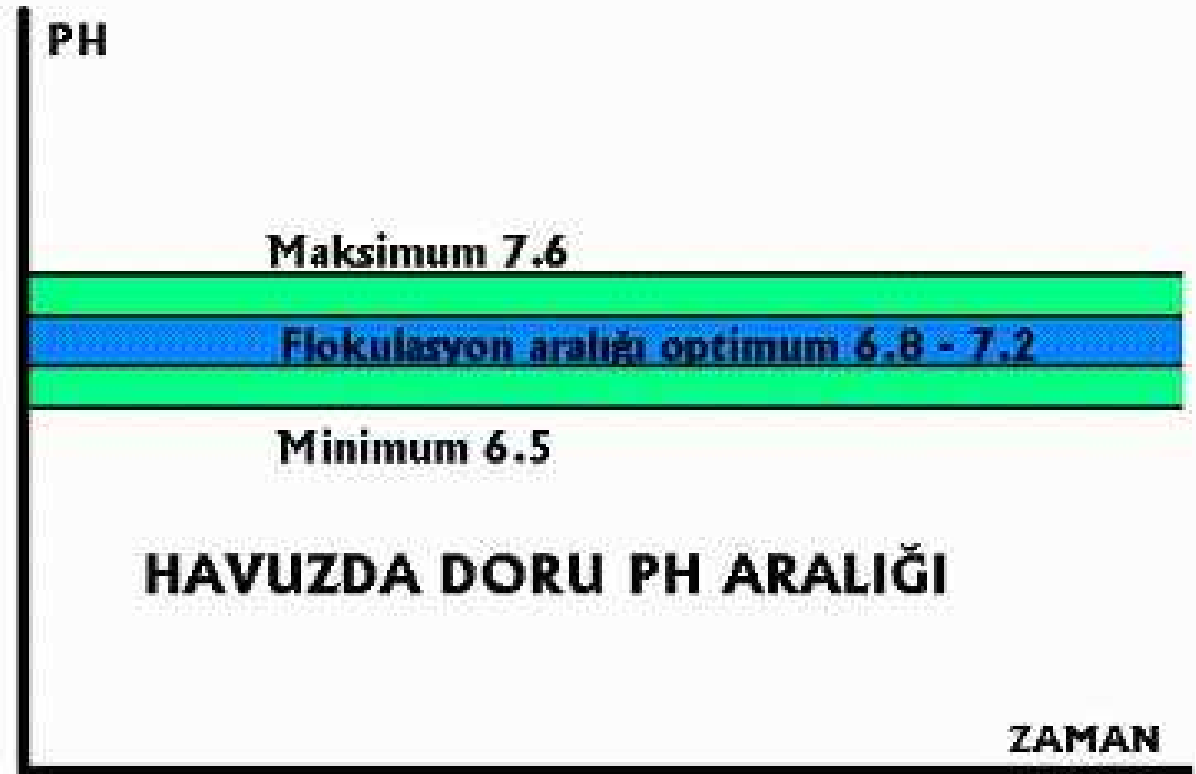 PH
Maksimum 7.6
Flokulasyon aralığı optimum 6.8 - 7.2
Minimum 6.5
HAVUZDA DORU PH ARALIĞI
ZAMAN